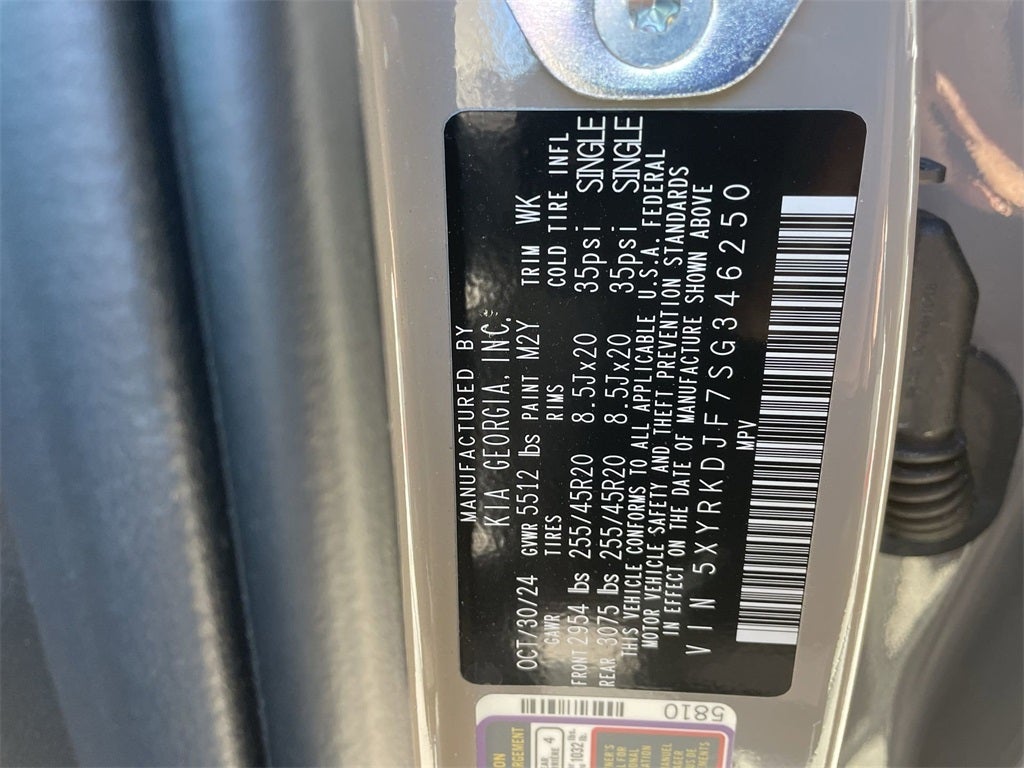 MANUFACTURED BY
KIA GEORGIA, INC.
OCT/30/24 GVWR 5512 lbs PAINT M2Y TRIM WK
GAWR TIRES RIMS COLD TIRE INFL
FRONT 2954 lbs 255/45R20 8.5Jx20 35psi SINGLE
REAR 3075 lbs 255/45R20 8.5Jx20 35psi SINGLE
THIS VEHICLE CONFORMS TO ALL APPLICABLE U.S.A. FEDERAL
MOTOR VEHICLE SAFETY AND THEFT PREVENTION STANDARDS
IN EFFECT ON THE DATE OF MANUFACTURE SHOWN ABOVE
VIN 5XYRKDJF7SG346250
MPV
5810
4
1032